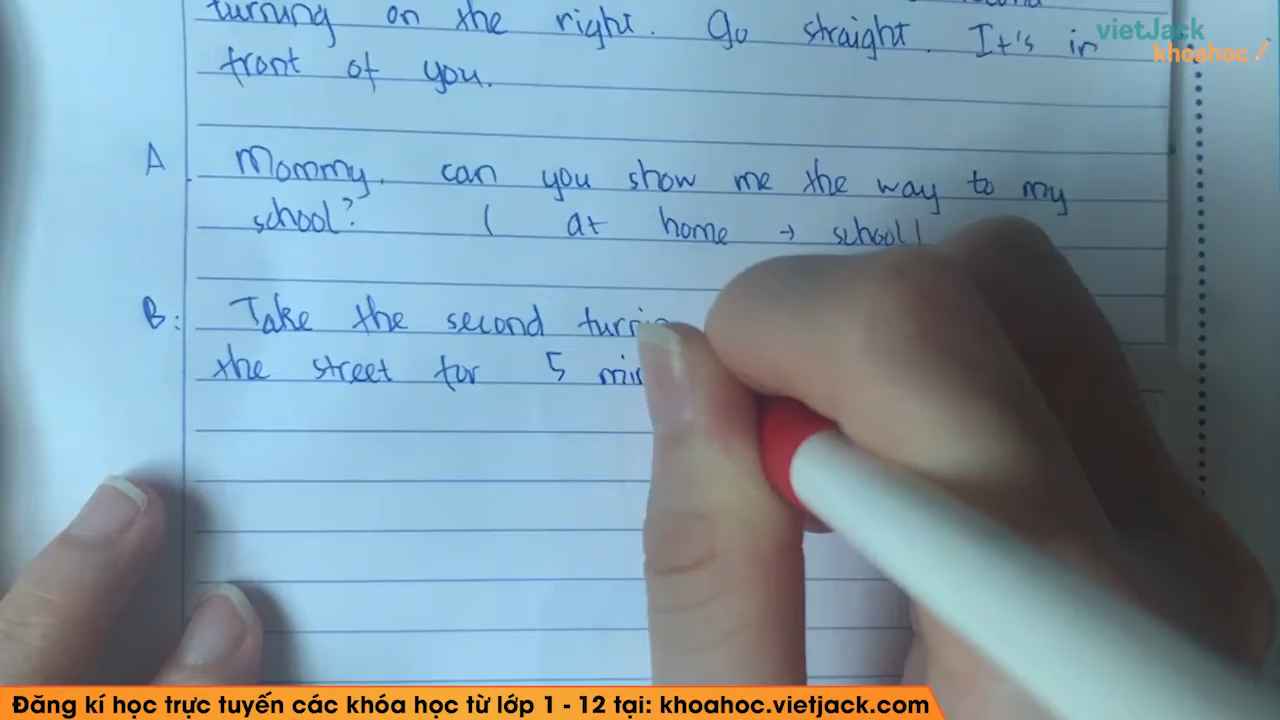 turning on the right. Go straight. It's in
front of you.
A Mommy, can you show me the way to my
school? ( at home → school)
B: Take the second
the street for 5
vietJack
khoahoc
Đăng kí học trực tuyến các khóa học từ lớp 1 - 12 tại: khoahoc.vietjack.com